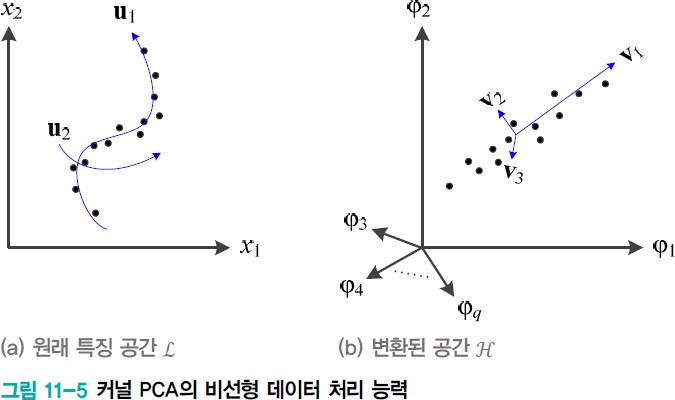 x2
u1
u2
x1
φ2
v1
v2
v3
φ3
φ1
φ4
φq
(a) 원래 특징 공간 ℒ
(b) 변환된 공간 ℋ
그림 11-5 커널 PCA의 비선형 데이터 처리 능력